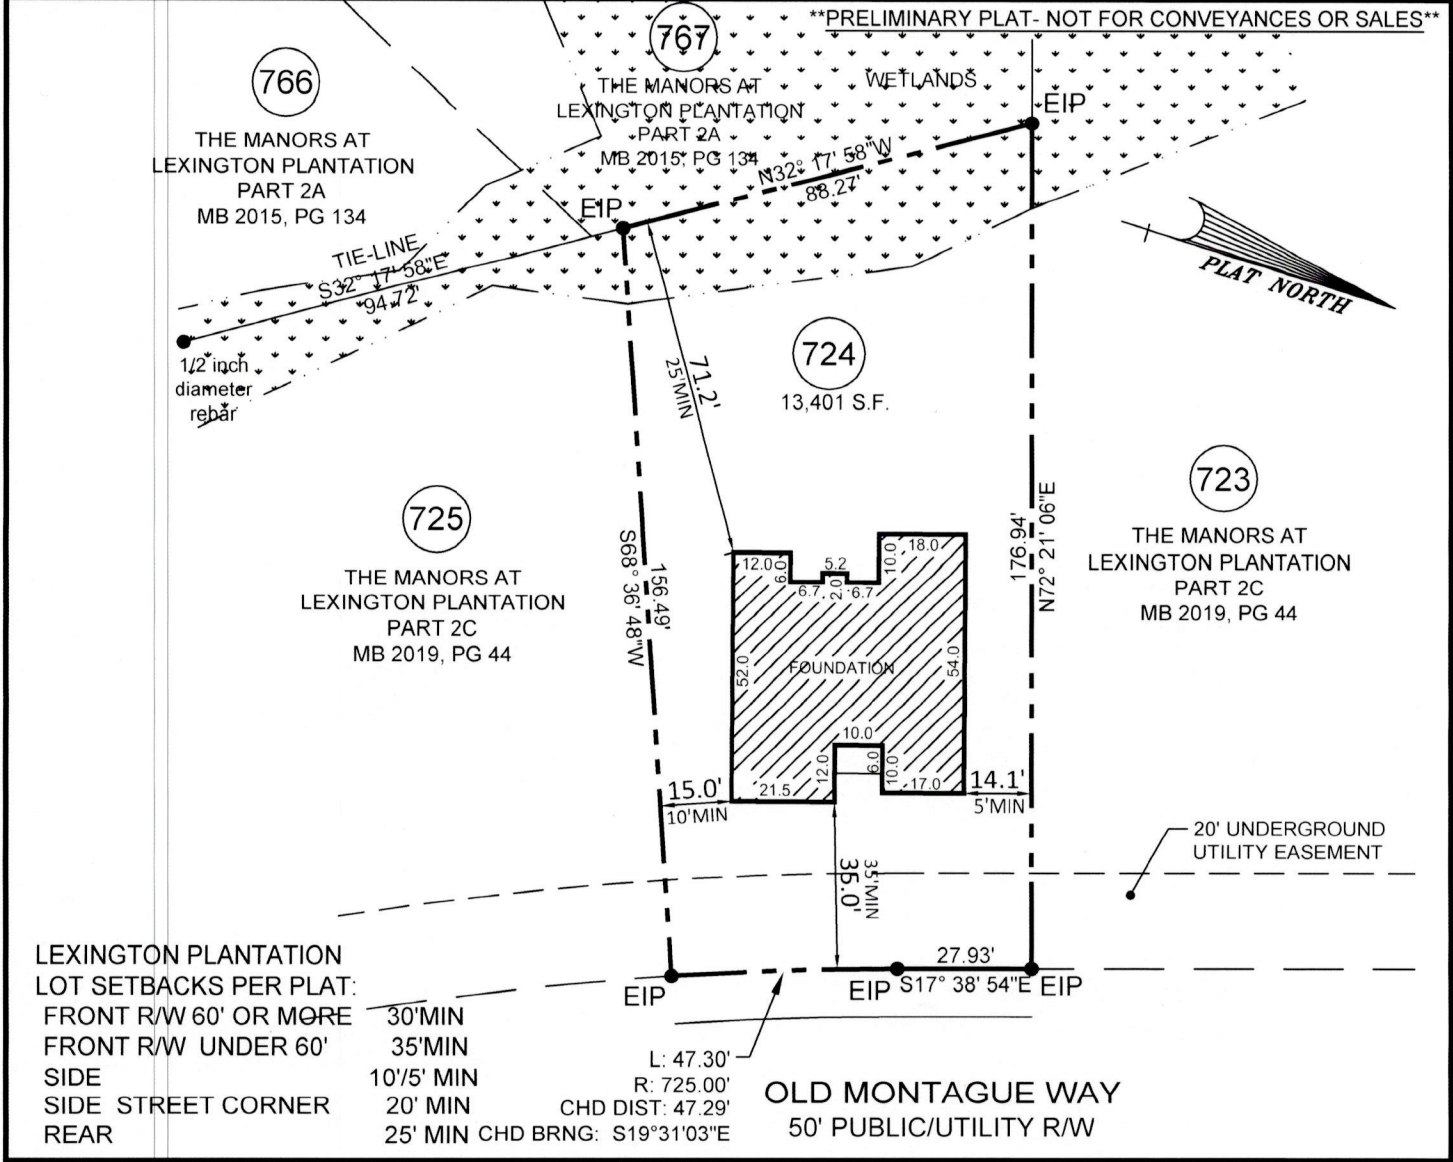 **PRELIMINARY PLAT- NOT FOR CONVEYANCES OR SALES**
766
THE MANORS AT
LEXINGTON PLANTATION
PART 2A
MB 2015, PG 134
767
THE MANORS AT
LEXINGTON PLANTATION
PART 2A
MB 2015, PG 134
WETLANDS
EIP
N32° 17' 58"W
88.27'
EIP
TIE-LINE
S32° 17' 58"E
94.72'
1/2 inch
diameter
rebar
PLAT NORTH
724
13,401 S.F.
71.2'
25'MIN
725
THE MANORS AT
LEXINGTON PLANTATION
PART 2C
MB 2019, PG 44
723
THE MANORS AT
LEXINGTON PLANTATION
PART 2C
MB 2019, PG 44
156.49'
S68° 36' 48"W
176.94'
N72° 21' 06"E
12.0
6.0
6.7
5.2
2.0
6.7
10.0
18.0
52.0
FOUNDATION
54.0
10.0
12.0
6.0
10.0
21.5
17.0
15.0'
10'MIN
14.1'
5'MIN
35.0'
35'MIN
20' UNDERGROUND
UTILITY EASEMENT
27.93'
S17° 38' 54"E
EIP
EIP
EIP
LEXINGTON PLANTATION
LOT SETBACKS PER PLAT:
FRONT R/W 60' OR MORE 30'MIN
FRONT R/W UNDER 60' 35'MIN
SIDE 10'/5' MIN
SIDE STREET CORNER 20' MIN
REAR 25' MIN
L: 47.30'
R: 725.00'
CHD DIST: 47.29'
CHD BRNG: S19°31'03"E
OLD MONTAGUE WAY
50' PUBLIC/UTILITY R/W